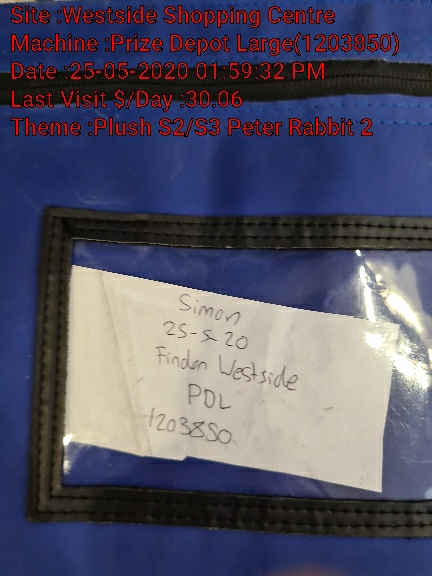 Site :Westside Shopping Centre
Machine :Prize Depot Large(1203850)
Date :25-05-2020 01:59:32 PM
Last Visit $/Day :30.06
Theme :Plush S2/S3 Peter Rabbit 2
Simon
25-5-20
Findon Westside
PDL
1203850